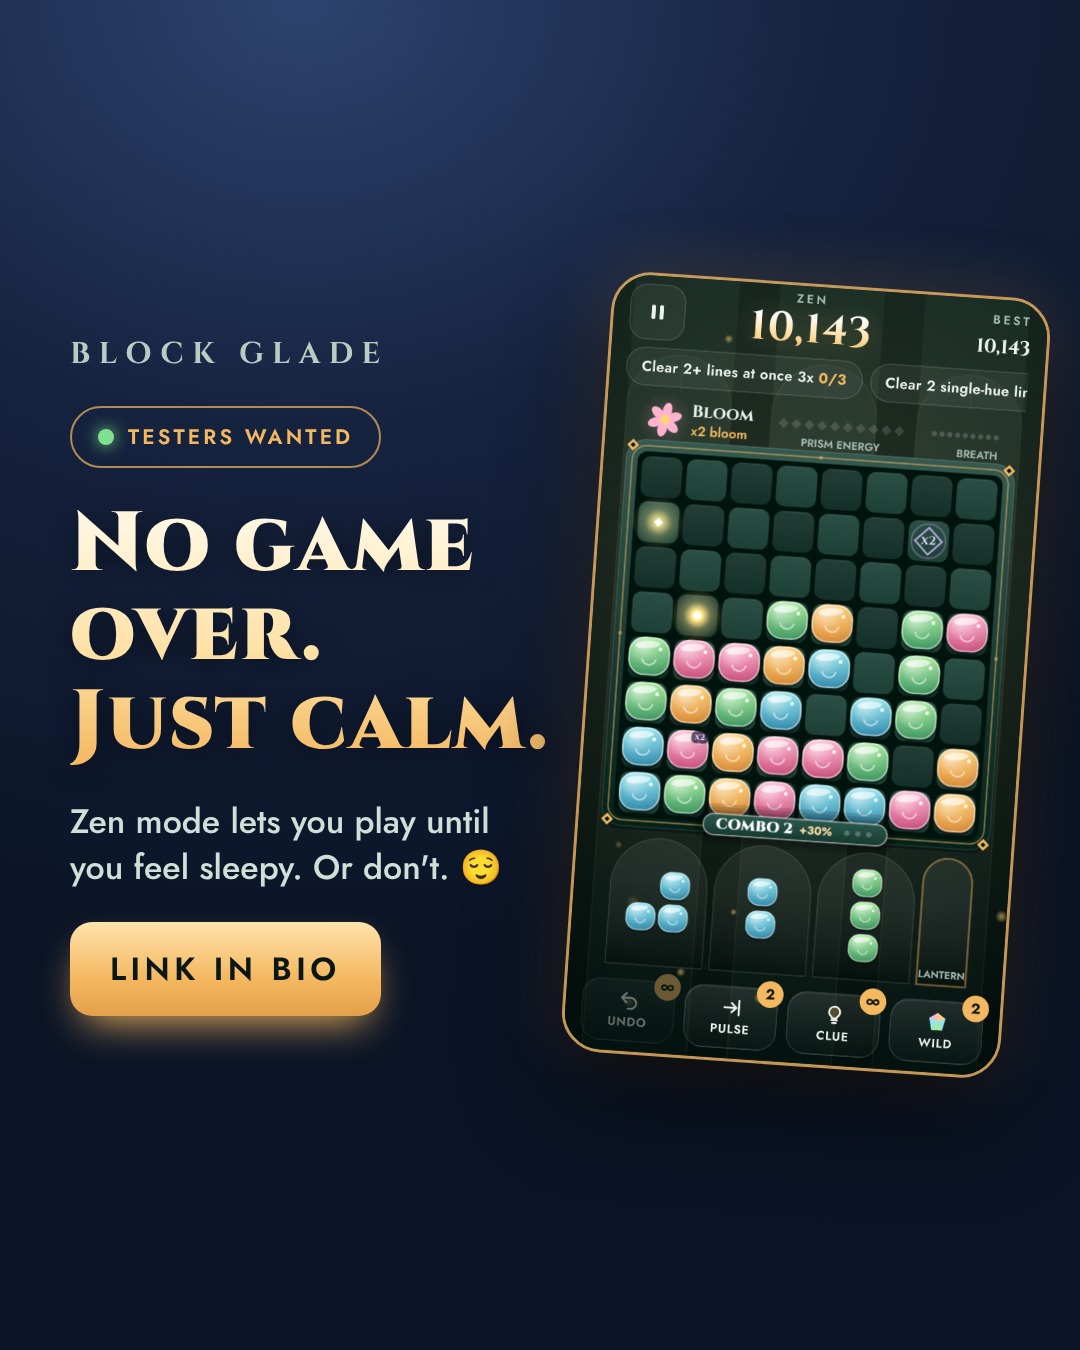 BLOCK GLADE
TESTERS WANTED
No game
over.
Just calm.
Zen mode lets you play until
you feel sleepy. Or don't. 😌
LINK IN BIO
ZEN
10,143
BEST
10,143
Clear 2+ lines at once 3x 0/3
Clear 2 single-hue lin
Bloom
x2 bloom
PRISM ENERGY
BREATH
x2
x2
COMBO 2 +30%
LANTERN
∞
UNDO
2
PULSE
∞
CLUE
2
WILD